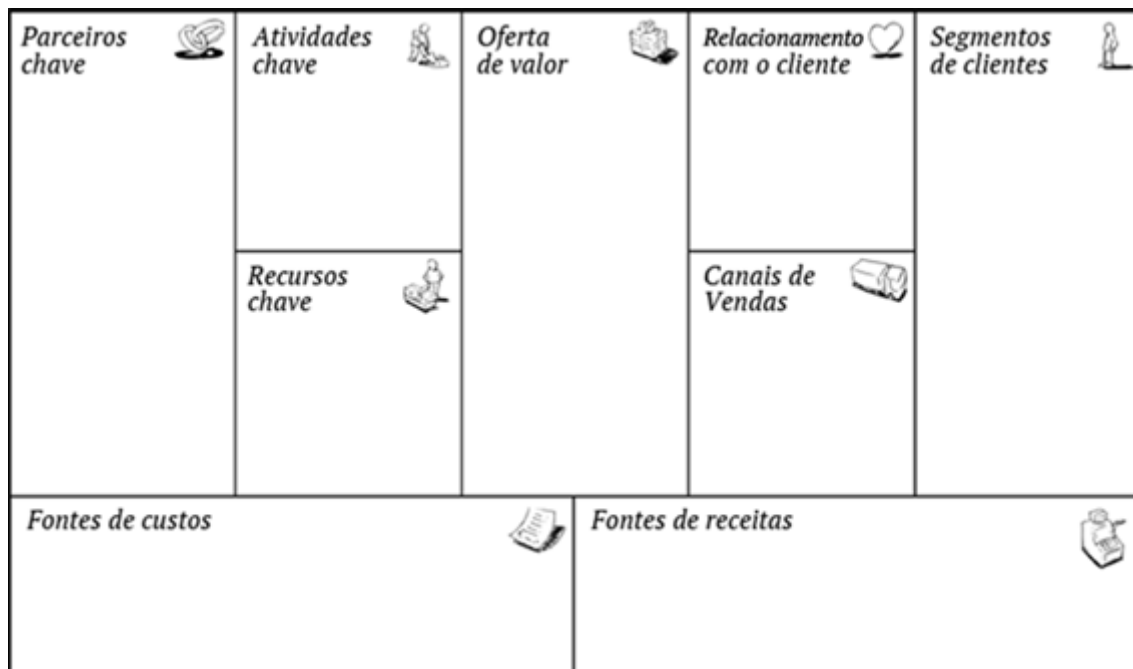 Parceiros
chave
Atividades
chave
Oferta
de valor
Relacionamento
com o cliente
Segmentos
de clientes
Recursos
chave
Canais de
Vendas
Fontes de custos
Fontes de receitas